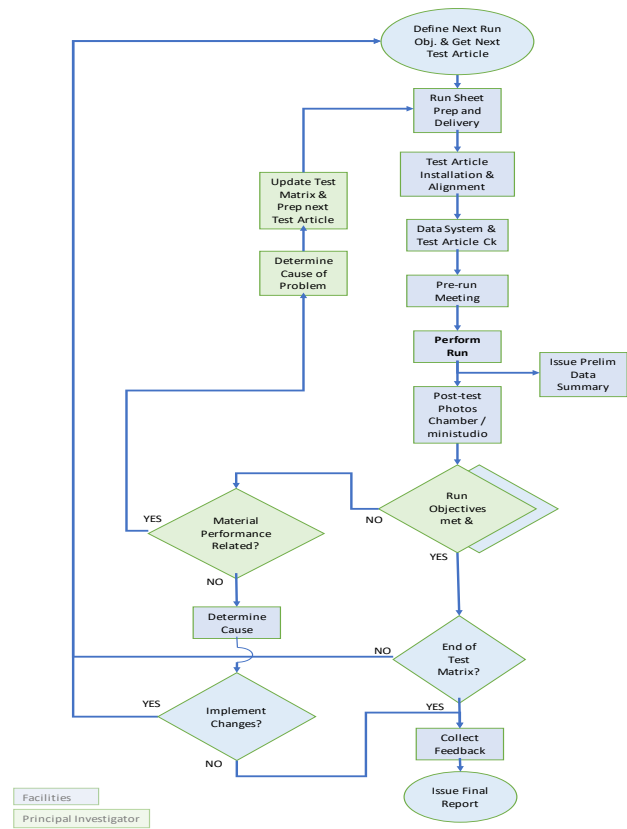 Define Next Run
Obj. & Get Next
Test Article
Run Sheet
Prep and
Delivery
Test Article
Installation &
Alignment
Update Test
Matrix &
Prep next
Test Article
Data System &
Test Article Ck
Determine
Cause of
Problem
Pre-run
Meeting
Perform
Run
Issue Prelim
Data
Summary
Post-test
Photos
Chamber /
ministudio
Run
Objectives
met &
NO
YES
Material
Performance
Related?
YES
NO
Determine
Cause
End of
Test
Matrix?
NO
YES
Implement
Changes?
YES
NO
Collect
Feedback
Issue Final
Report
Facilities
Principal Investigator